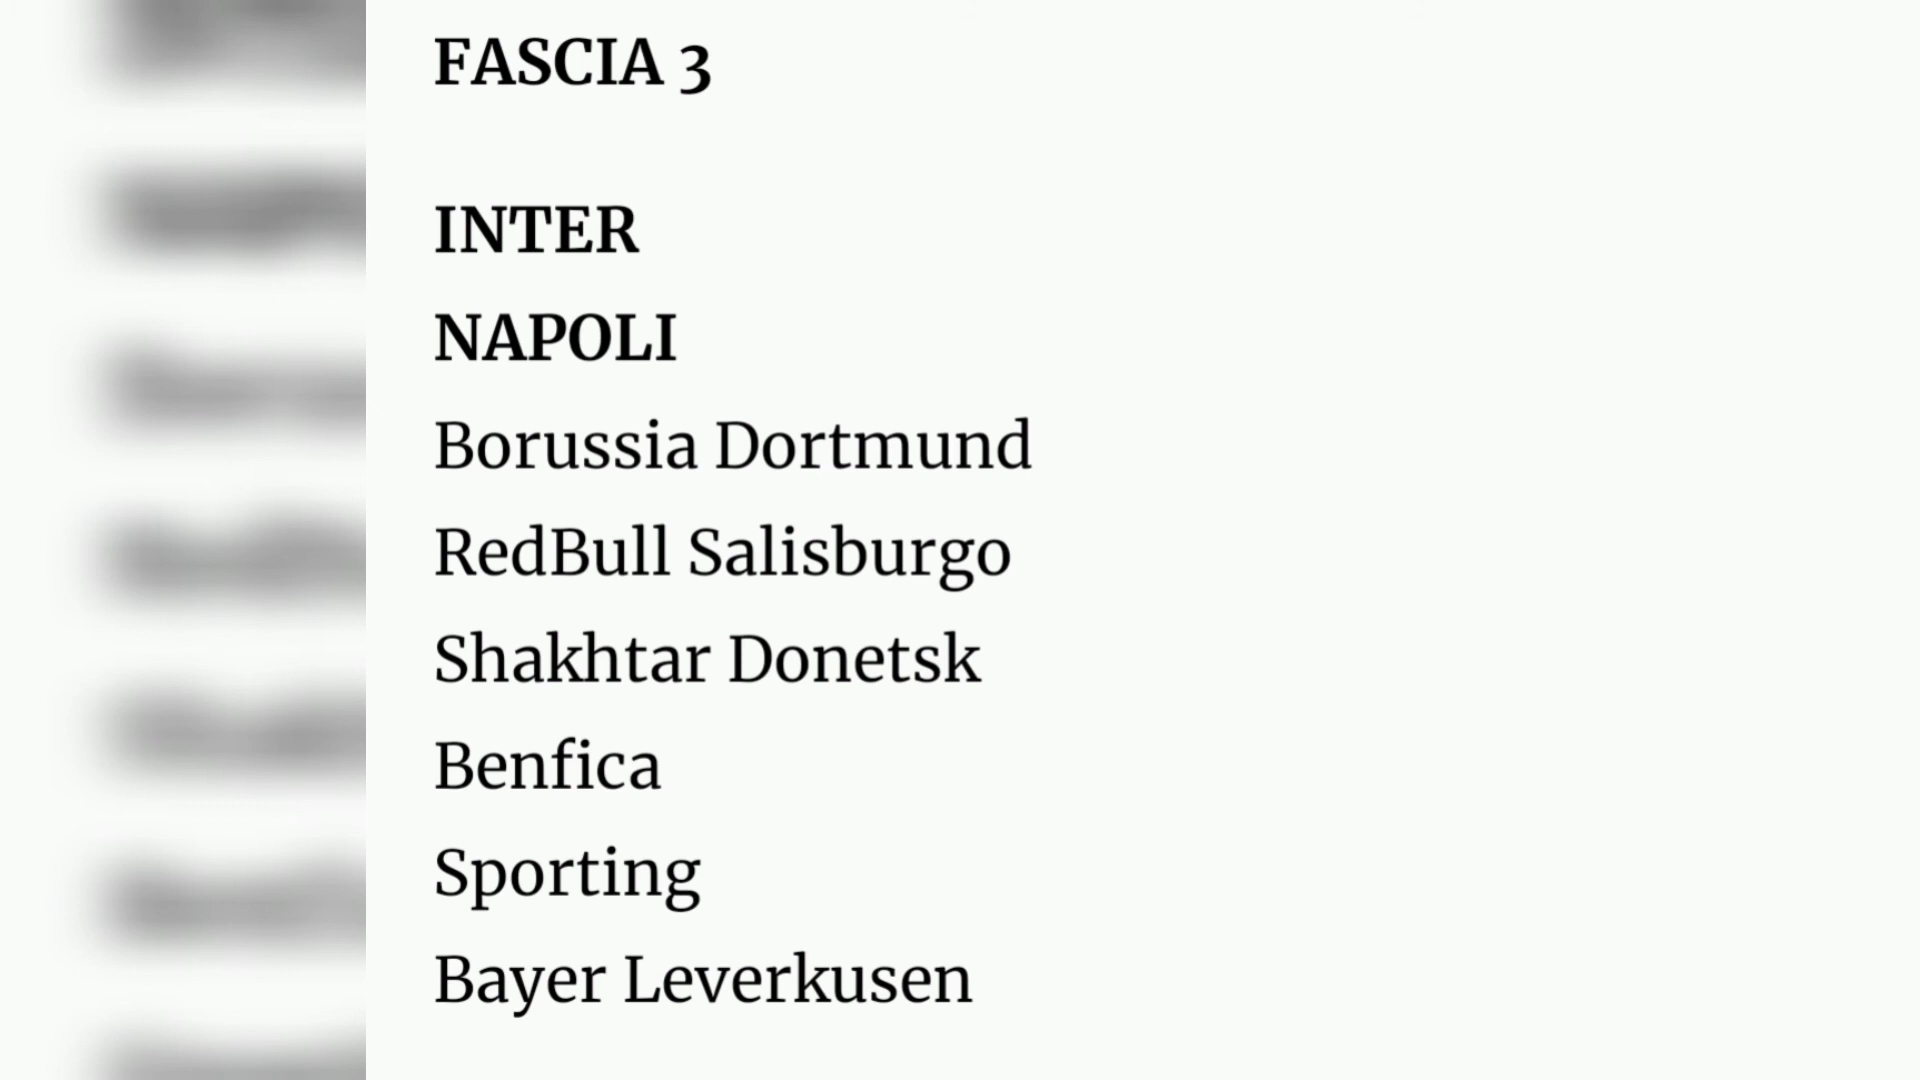 FASCIA 3
INTER
NAPOLI
Borussia Dortmund
RedBull Salisburgo
Shakhtar Donetsk
Benfica
Sporting
Bayer Leverkusen